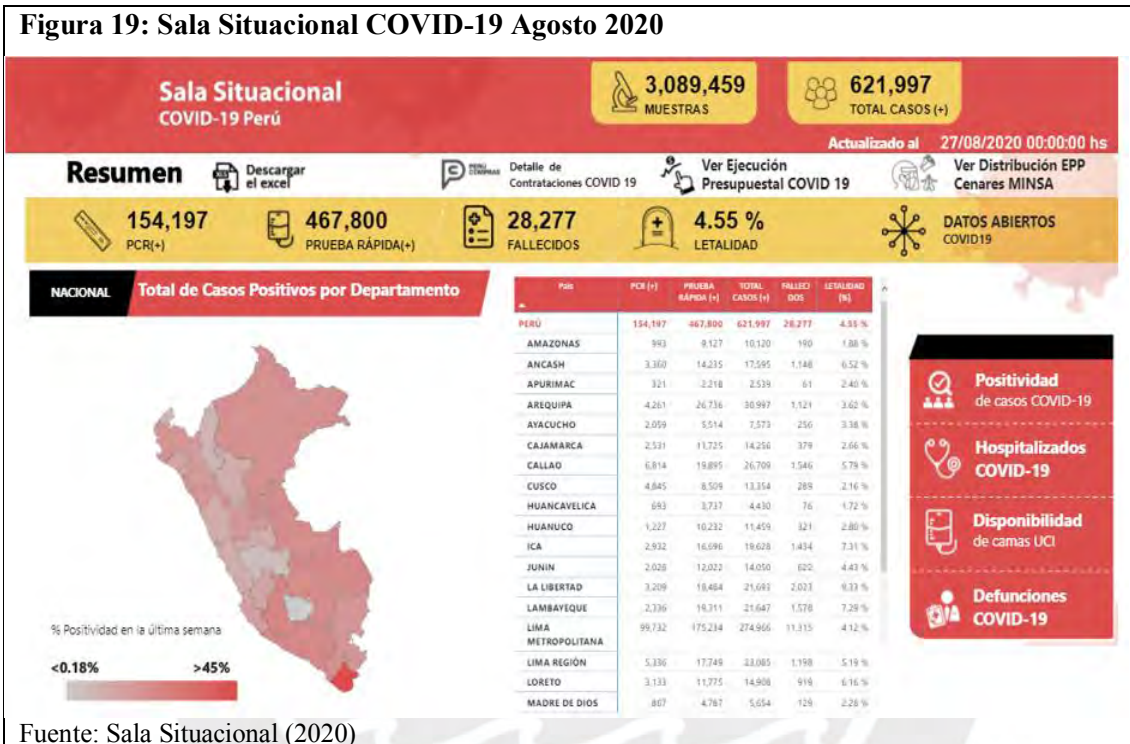 Figura 19: Sala Situacional COVID-19 Agosto 2020
Sala Situacional
COVID-19 Perú
3,089,459
MUESTRAS
621,997
TOTAL CASOS (+)
Actualizado al 27/08/2020 00:00:00 hs
Resumen
Descargar
el excel
PERÚ COMPRAS
Detalle de
Contrataciones COVID 19
Ver Ejecución
Presupuestal COVID 19
Ver Distribución EPP
Cenares MINSA
154,197
PCR(+)
467,800
PRUEBA RÁPIDA(+)
28,277
FALLECIDOS
4.55 %
LETALIDAD
DATOS ABIERTOS
COVID19
NACIONAL Total de Casos Positivos por Departamento
País PCR (+) PRUEBA RÁPIDA (+) TOTAL CASOS (+) FALLECIDOS LETALIDAD (%)
PERÚ 154,197 467,800 621,997 28,277 4.55 %
AMAZONAS 993 9,127 10,120 190 1.88 %
ANCASH 3,360 14,235 17,595 1,148 6.52 %
APURIMAC 321 2,218 2,539 61 2.40 %
AREQUIPA 4,261 26,736 30,997 1,121 3.62 %
AYACUCHO 2,059 5,514 7,573 256 3.38 %
CAJAMARCA 2,531 11,725 14,256 379 2.66 %
CALLAO 6,814 19,895 26,709 1,546 5.79 %
CUSCO 4,845 8,509 13,354 289 2.16 %
HUANCAVELICA 693 3,737 4,430 76 1.72 %
HUANUCO 1,227 10,232 11,459 321 2.80 %
ICA 2,932 16,696 19,628 1,434 7.31 %
JUNIN 2,028 12,022 14,050 622 4.43 %
LA LIBERTAD 3,209 18,484 21,693 2,023 9.33 %
LAMBAYEQUE 2,336 19,311 21,647 1,578 7.29 %
LIMA METROPOLITANA 99,732 175,234 274,966 11,315 4.12 %
LIMA REGIÓN 5,336 17,749 23,085 1,198 5.19 %
LORETO 3,133 11,775 14,908 919 6.16 %
MADRE DE DIOS 867 4,787 5,654 129 2.28 %
% Positividad en la última semana
<0.18% >45%
Positividad
de casos COVID-19
Hospitalizados
COVID-19
Disponibilidad
de camas UCI
Defunciones
COVID-19
Fuente: Sala Situacional (2020)